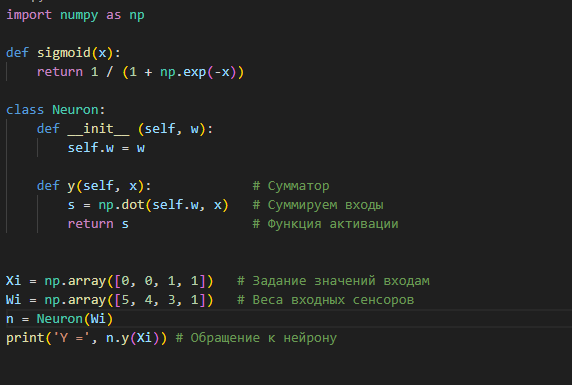 import numpy as np
def sigmoid(x):
    return 1 / (1 + np.exp(-x))
class Neuron:
    def __init__ (self, w):
        self.w = w
    def y(self, x):             # Сумматор
        s = np.dot(self.w, x)   # Суммируем входы
        return s                # Функция активации
Xi = np.array([0, 0, 1, 1])   # Задание значений входам
Wi = np.array([5, 4, 3, 1])   # Веса входных сенсоров
n = Neuron(Wi)
print('Y =', n.y(Xi)) # Обращение к нейрону